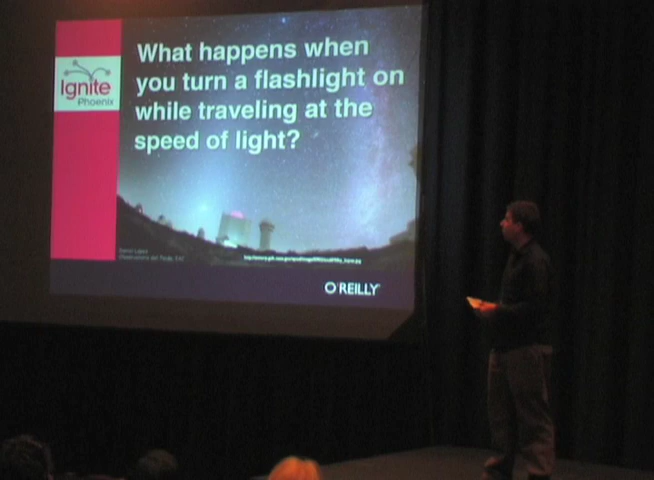 What happens when
you turn a flashlight on
while traveling at the
speed of light?
Ignite
Phoenix
O'REILLY